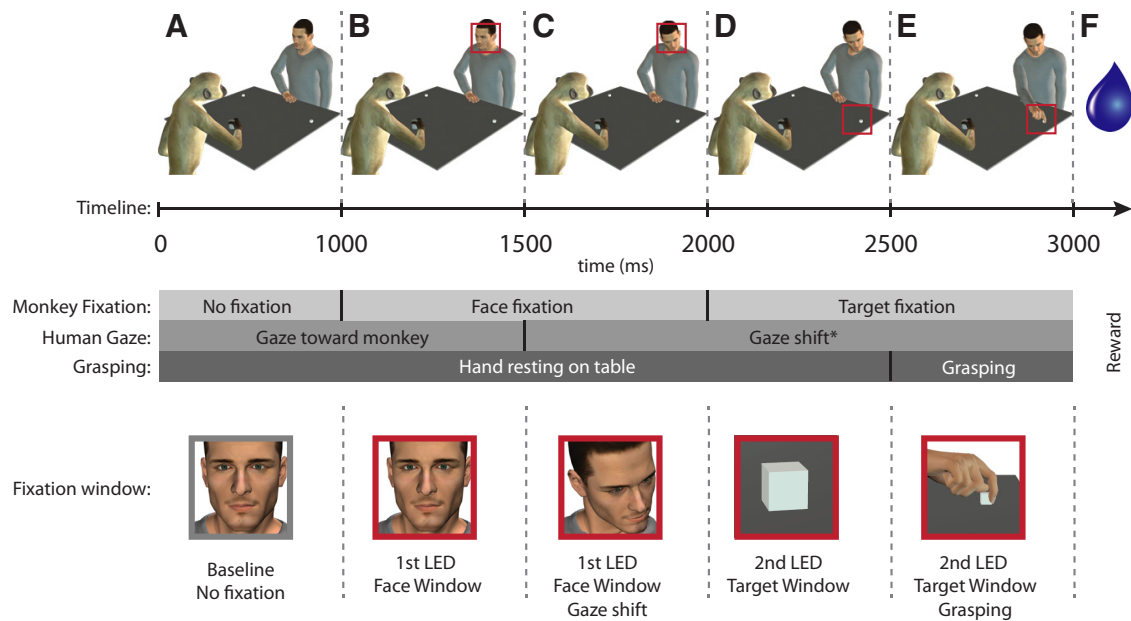 A B C D E F
Timeline:
0 1000 1500 2000 2500 3000
time (ms)
Monkey Fixation: No fixation Face fixation Target fixation
Human Gaze: Gaze toward monkey Gaze shift*
Grasping: Hand resting on table Grasping
Reward
Fixation window:
Baseline
No fixation
1st LED
Face Window
1st LED
Face Window
Gaze shift
2nd LED
Target Window
2nd LED
Target Window
Grasping